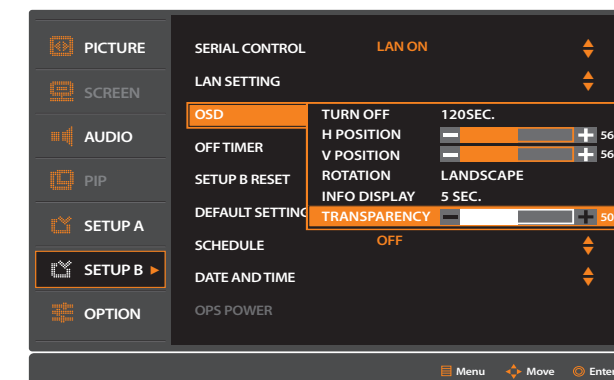 PICTURE
SCREEN
AUDIO
PIP
SETUP A
SETUP B
OPTION
SERIAL CONTROL LAN ON
LAN SETTING
OSD
OFF TIMER
SETUP B RESET
DEFAULT SETTING
SCHEDULE OFF
DATE AND TIME
OPS POWER
TURN OFF 120SEC.
H POSITION 56
V POSITION 56
ROTATION LANDSCAPE
INFO DISPLAY 5 SEC.
TRANSPARENCY 50
Menu Move Enter